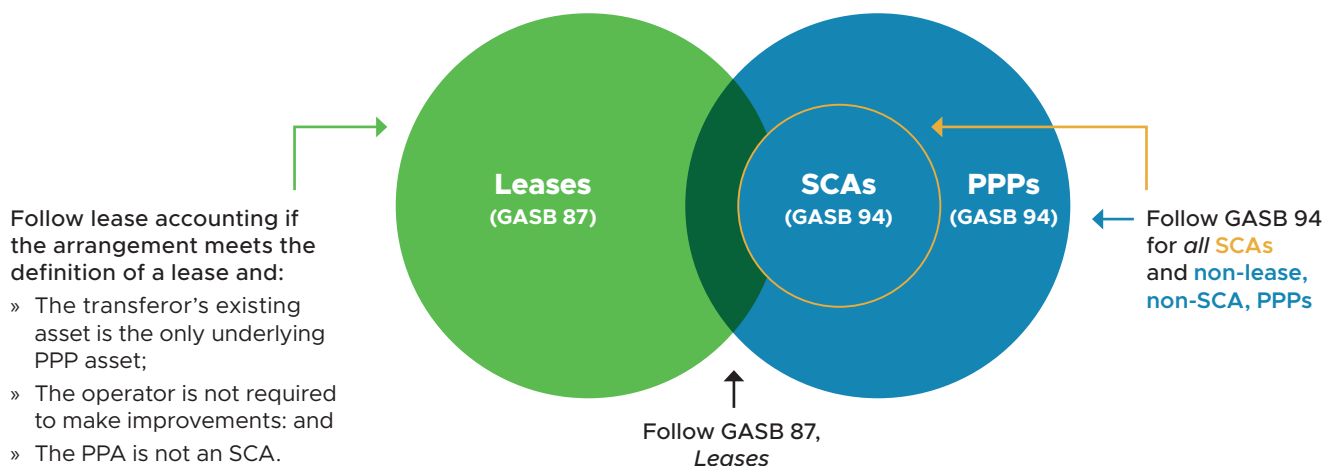 Follow lease accounting if
the arrangement meets the
definition of a lease and:
» The transferor’s existing
asset is the only underlying
PPP asset;
» The operator is not required
to make improvements: and
» The PPA is not an SCA.
Leases
(GASB 87)
SCAs
(GASB 94)
PPPs
(GASB 94)
Follow GASB 87,
Leases
Follow GASB 94
for all SCAs
and non-lease,
non-SCA, PPPs